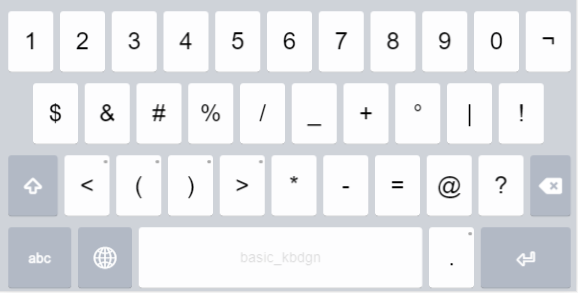 1 2 3 4 5 6 7 8 9 0 ¬
$ & # % / _ + ° | !
< ( ) > * - = @ ?
abc basic_kbdgn .